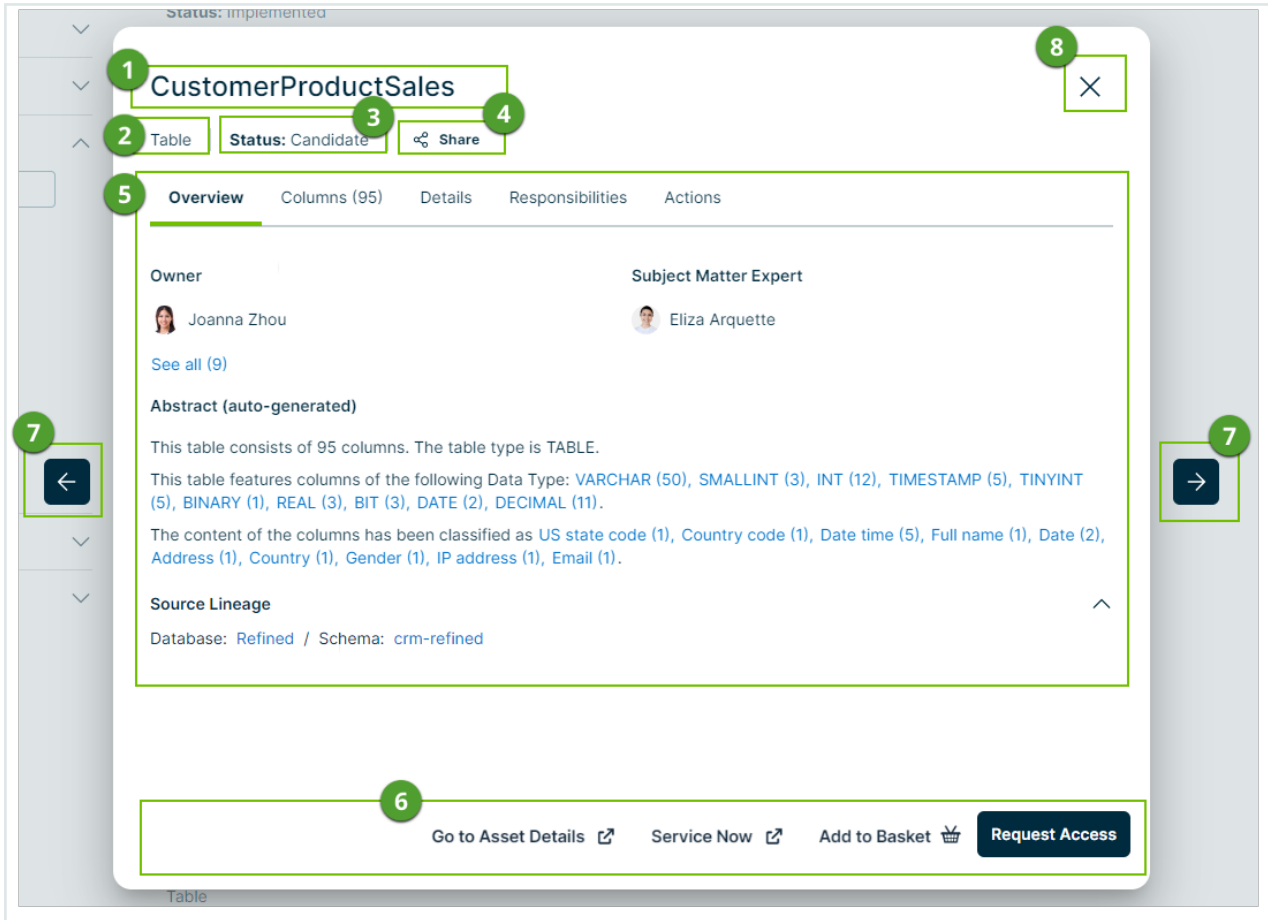 Status: Implemented
1
CustomerProductSales
8
2
Table
Status: Candidate
3
Share
4
5
Overview
Columns (95)
Details
Responsibilities
Actions
Owner
Subject Matter Expert
Joanna Zhou
Eliza Arquette
See all (9)
Abstract (auto-generated)
This table consists of 95 columns. The table type is TABLE.
This table features columns of the following Data Type: VARCHAR (50), SMALLINT (3), INT (12), TIMESTAMP (5), TINYINT
(5), BINARY (1), REAL (3), BIT (3), DATE (2), DECIMAL (11).
The content of the columns has been classified as US state code (1), Country code (1), Date time (5), Full name (1), Date (2),
Address (1), Country (1), Gender (1), IP address (1), Email (1).
7
7
Source Lineage
Database: Refined / Schema: crm-refined
6
Go to Asset Details
Service Now
Add to Basket
Request Access
Table